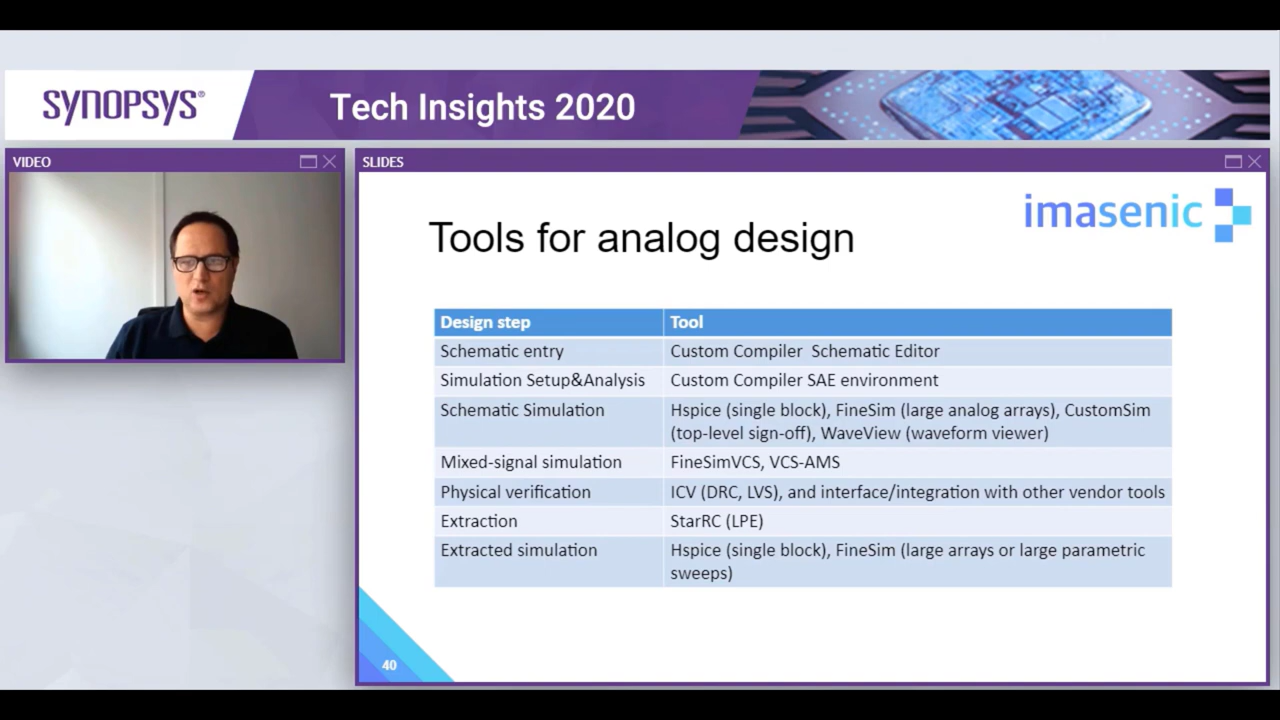 SYNOPSYS®
Tech Insights 2020
VIDEO
SLIDES
imasenic
Tools for analog design
Design step Tool
Schematic entry Custom Compiler  Schematic Editor
Simulation Setup&Analysis Custom Compiler SAE environment
Schematic Simulation Hspice (single block), FineSim (large analog arrays), CustomSim
(top-level sign-off), WaveView (waveform viewer)
Mixed-signal simulation FineSimVCS, VCS-AMS
Physical verification ICV (DRC, LVS), and interface/integration with other vendor tools
Extraction StarRC (LPE)
Extracted simulation Hspice (single block), FineSim (large arrays or large parametric
sweeps)
40